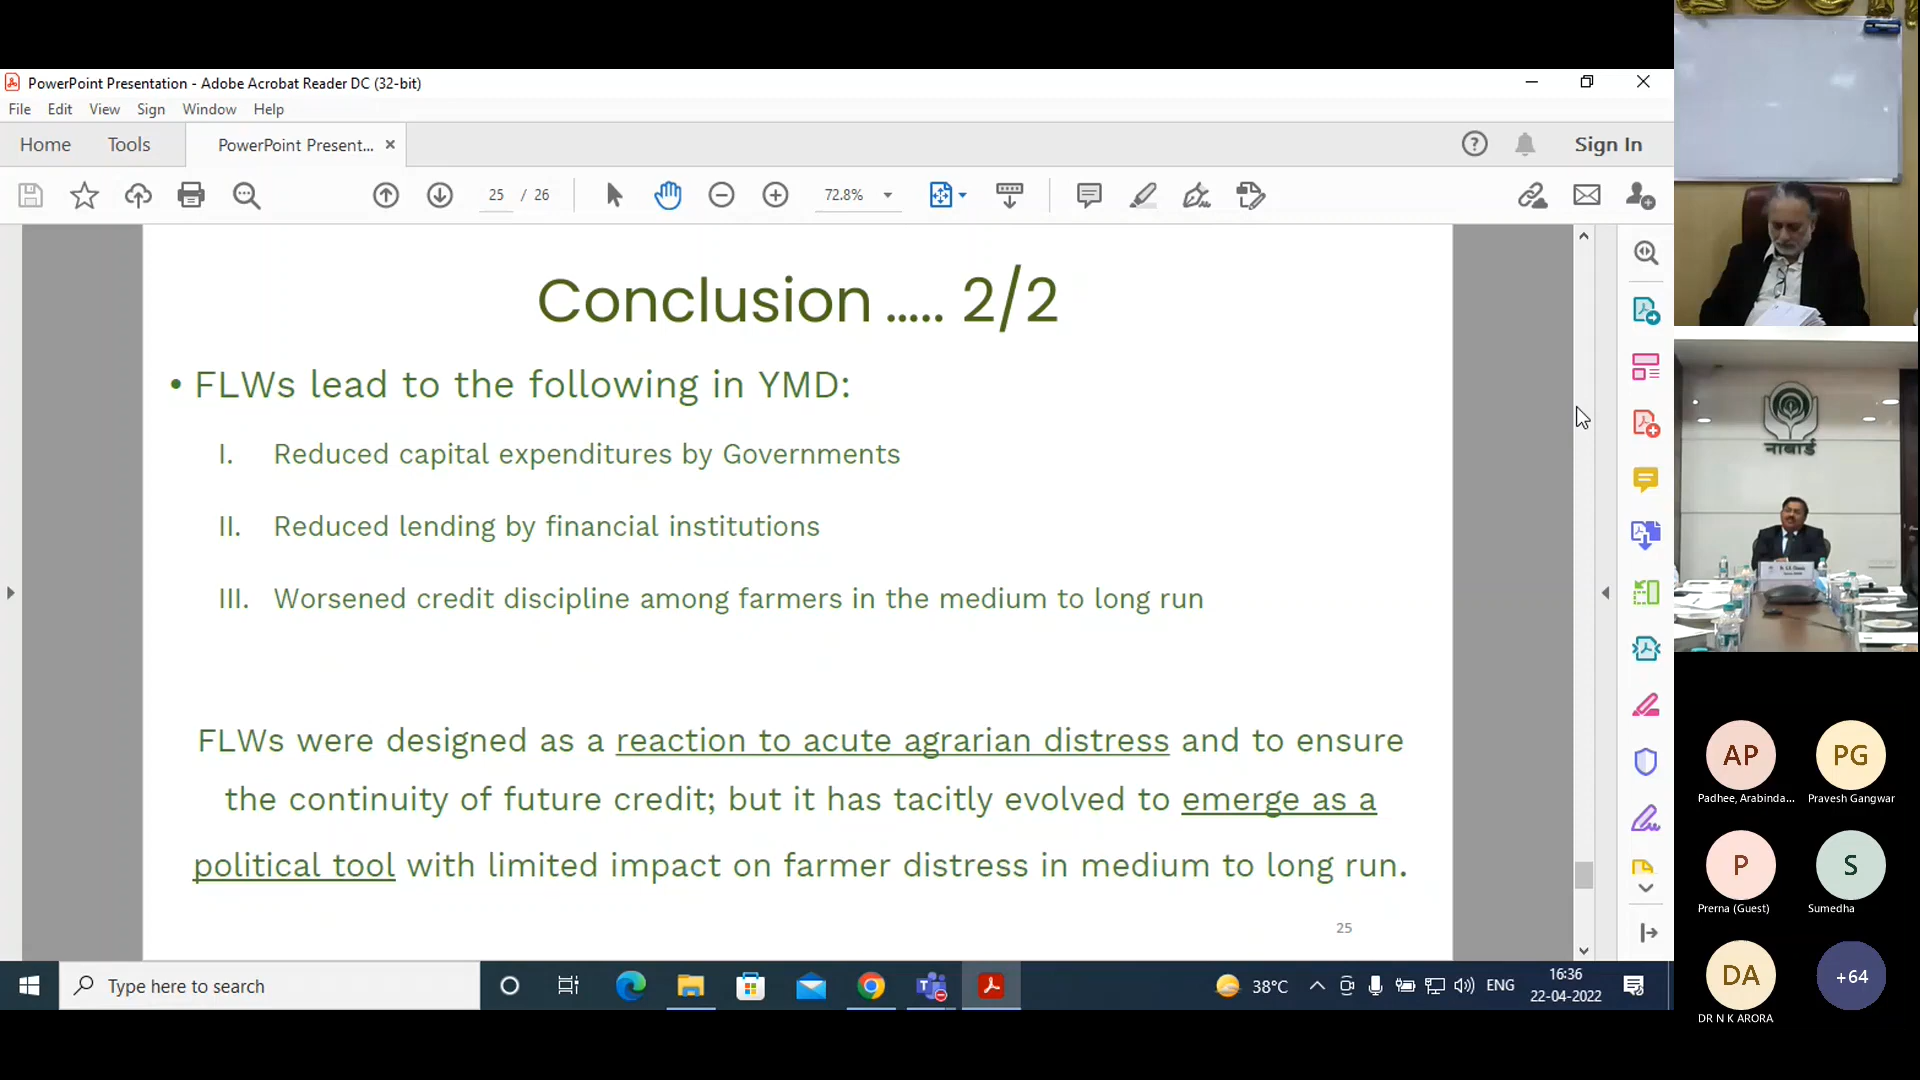 PowerPoint Presentation - Adobe Acrobat Reader DC (32-bit)
File Edit View Sign Window Help
Home Tools PowerPoint Present... × Sign In
25 / 26 72.8%
Conclusion ..... 2/2
• FLWs lead to the following in YMD:
I. Reduced capital expenditures by Governments
II. Reduced lending by financial institutions
III. Worsened credit discipline among farmers in the medium to long run
FLWs were designed as a reaction to acute agrarian distress and to ensure
the continuity of future credit; but it has tacitly evolved to emerge as a
political tool with limited impact on farmer distress in medium to long run.
25
Type here to search
38°C ENG
16:36
22-04-2022
नाबार्ड
AP PG
Padhee, Arabinda... Pravesh Gangwar
P S
Prerna (Guest) Sumedha
DA +64
DR N K ARORA